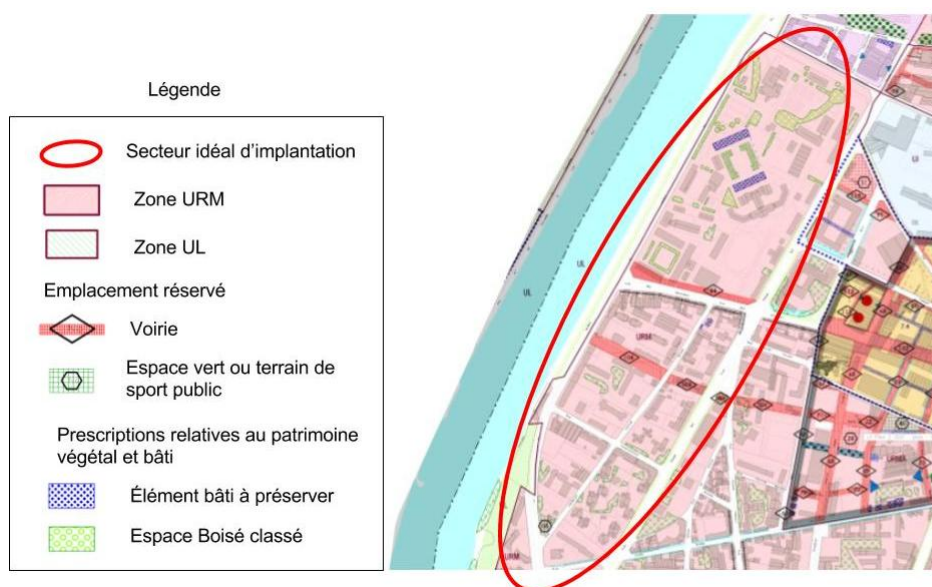 Légende
Secteur idéal d'implantation
Zone URM
Zone UL
Emplacement réservé
Voirie
Espace vert ou terrain de
sport public
Prescriptions relatives au patrimoine
végétal et bâti
Élément bâti à préserver
Espace Boisé classé
UL
UL
UI
URM
URM